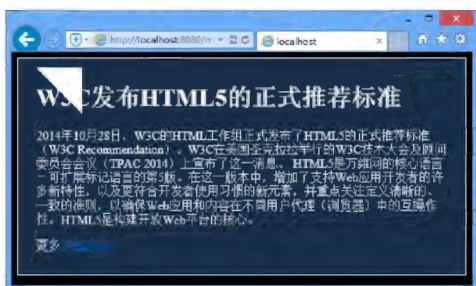 http://localhost:8080/
localhost
W3C发布HTML5的正式推荐标准
2014年10月28日，W3C的HTML工作组正式发布了HTML5的正式推荐标准
（W3C Recommendation）。W3C在美国圣克拉拉举行的W3C技术大会及顾问
委员会会议（TPAC 2014）上宣布了这一消息。HTML5是万维网的核心语言
－可扩展标记语言的第5版。在这一版本中，增加了支持Web应用开发者的许
多新特性，以及更符合开发者使用习惯的新元素，并重点关注定义清晰的、
一致的准则，以确保Web应用和内容在不同用户代理（浏览器）中的互操作
性。HTML5是构建开放Web平台的核心。
更多